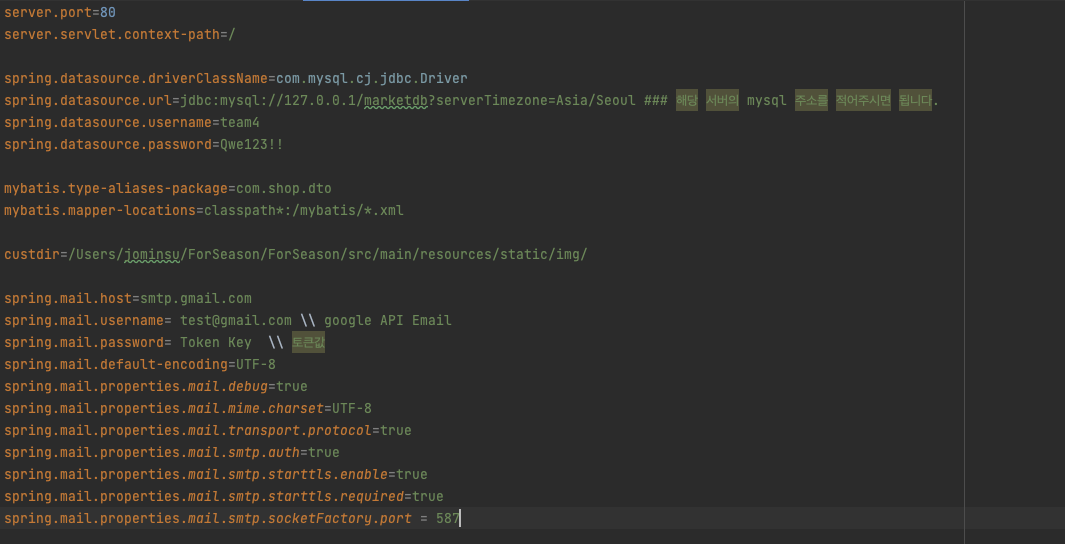 server.port=80
server.servlet.context-path=/
spring.datasource.driverClassName=com.mysql.cj.jdbc.Driver
spring.datasource.url=jdbc:mysql://127.0.0.1/marketdb?serverTimezone=Asia/Seoul ### 해당 서버의 mysql 주소를 적어주시면 됩니다.
spring.datasource.username=team4
spring.datasource.password=Qwe123!!
mybatis.type-aliases-package=com.shop.dto
mybatis.mapper-locations=classpath*:/mybatis/*.xml
custdir=/Users/jominsu/ForSeason/ForSeason/src/main/resources/static/img/
spring.mail.host=smtp.gmail.com
spring.mail.username= test@gmail.com \\ google API Email
spring.mail.password= Token Key  \\ 토큰값
spring.mail.default-encoding=UTF-8
spring.mail.properties.mail.debug=true
spring.mail.properties.mail.mime.charset=UTF-8
spring.mail.properties.mail.transport.protocol=true
spring.mail.properties.mail.smtp.auth=true
spring.mail.properties.mail.smtp.starttls.enable=true
spring.mail.properties.mail.smtp.starttls.required=true
spring.mail.properties.mail.smtp.socketFactory.port = 587